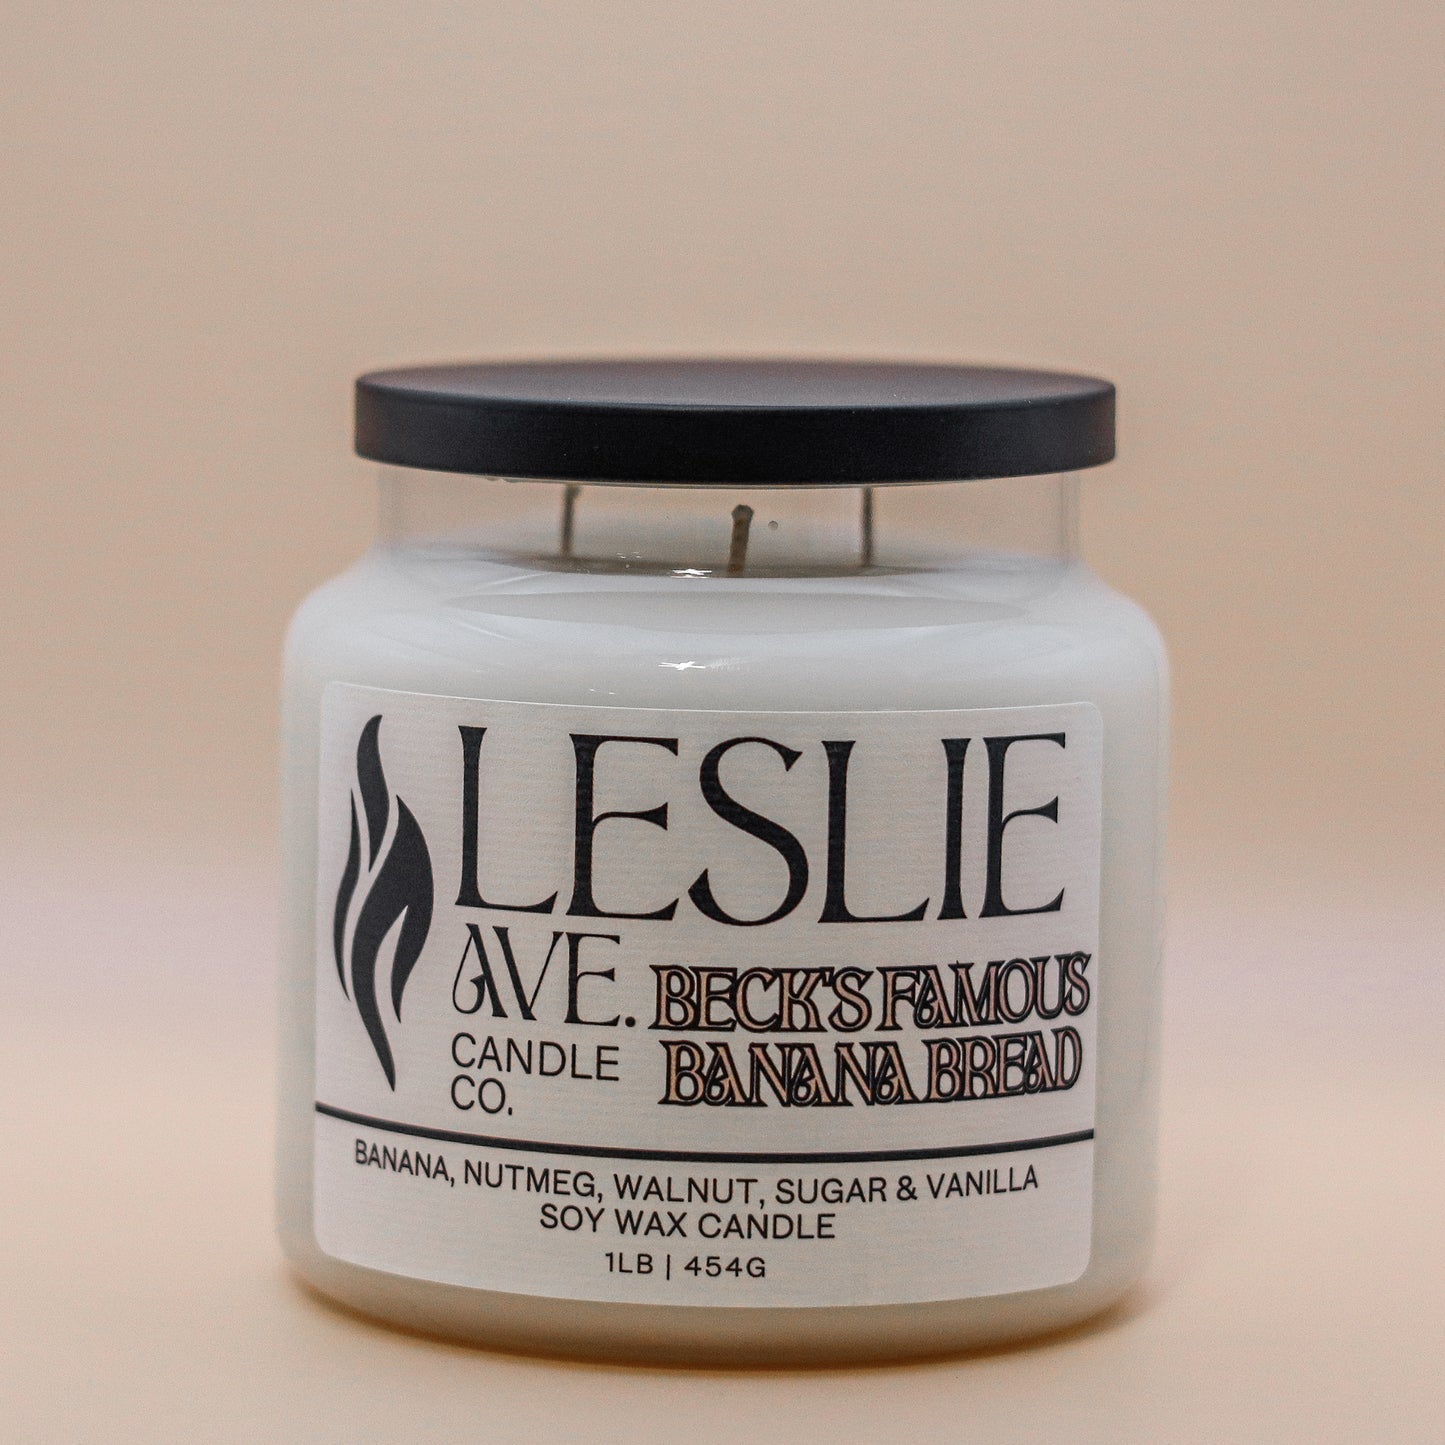 LESLIE
AVE.
CANDLE
CO.
BECK'S FAMOUS
BANANA BREAD
BANANA, NUTMEG, WALNUT, SUGAR & VANILLA
SOY WAX CANDLE
1LB | 454G